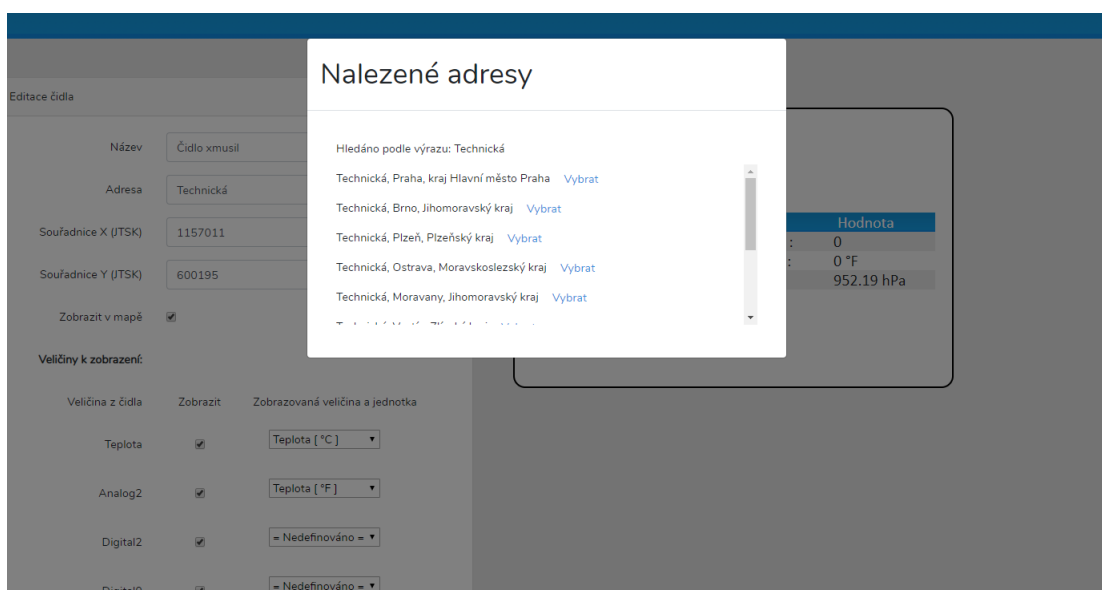 Nalezené adresy
Hledáno podle výrazu: Technická
Technická, Praha, kraj Hlavní město Praha Vybrat
Technická, Brno, Jihomoravský kraj Vybrat
Technická, Plzeň, Plzeňský kraj Vybrat
Technická, Ostrava, Moravskoslezský kraj Vybrat
Technická, Moravany, Jihomoravský kraj Vybrat
Editace čidla
Název Čidlo xmusil
Adresa Technická
Souřadnice X (JTSK) 1157011
Souřadnice Y (JTSK) 600195
Zobrazit v mapě
Veličiny k zobrazení:
Veličina z čidla Zobrazit Zobrazovaná veličina a jednotka
Teplota Teplota [ °C ]
Analog2 Teplota [ °F ]
Digital2 = Nedefinováno =
= Nedefinováno =
Hodnota
: 0
: 0 °F
952.19 hPa